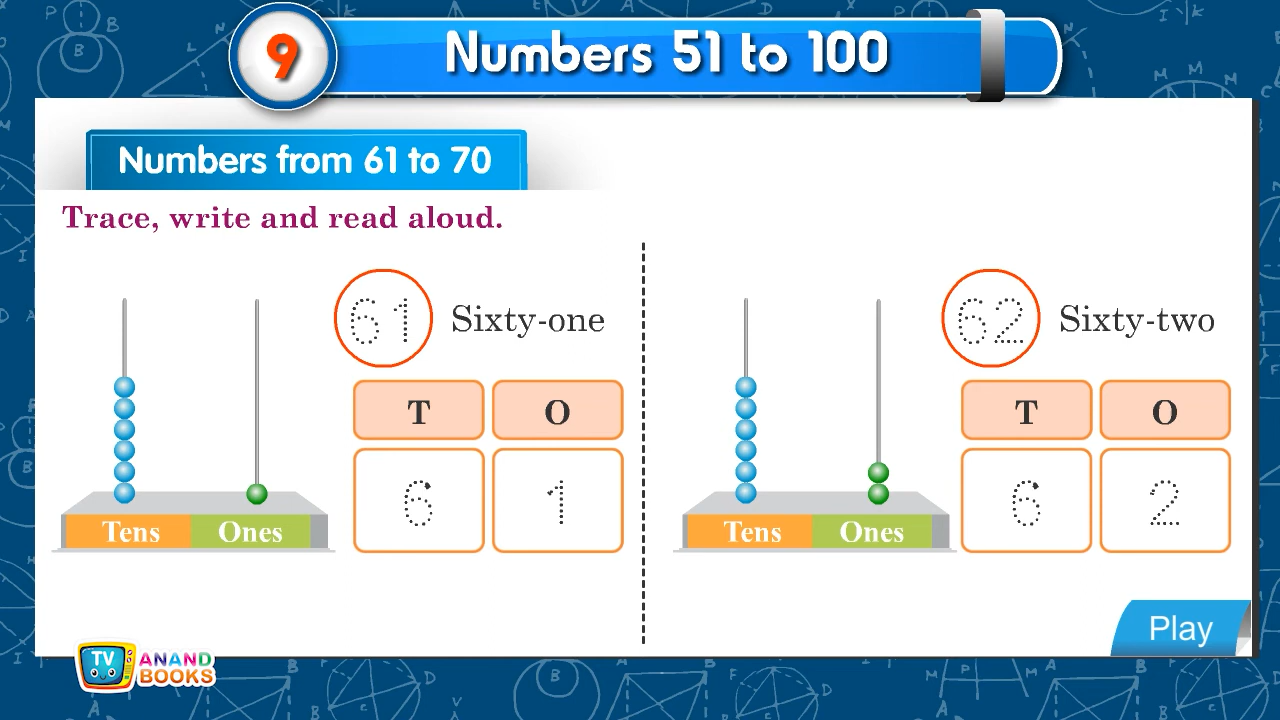 9
Numbers 51 to 100
Numbers from 61 to 70
Trace, write and read aloud.
61 Sixty-one
T O
6 1
Tens Ones
62 Sixty-two
T O
6 2
Tens Ones
Play
TV ANAND
BOOKS